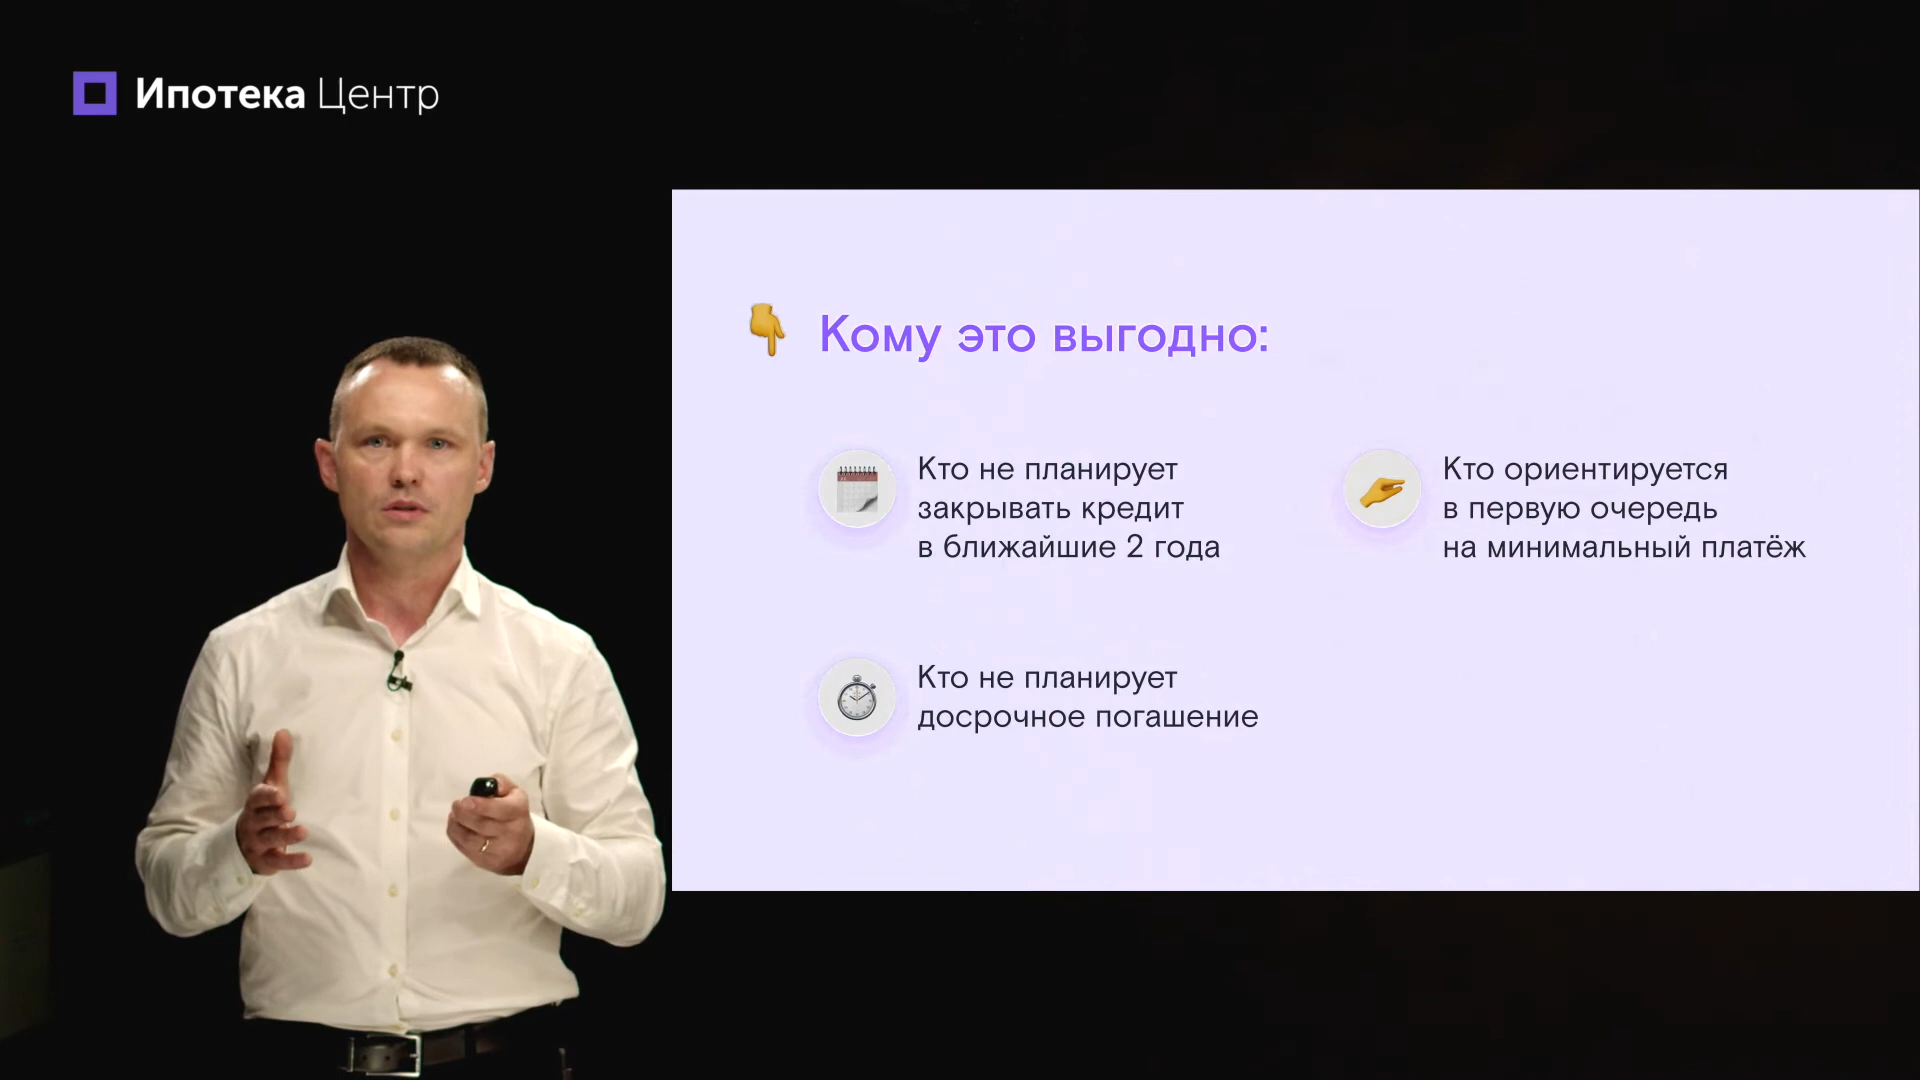 Ипотека Центр
Кому это выгодно:
Кто не планирует
закрывать кредит
в ближайшие 2 года
Кто ориентируется
в первую очередь
на минимальный платёж
Кто не планирует
досрочное погашение